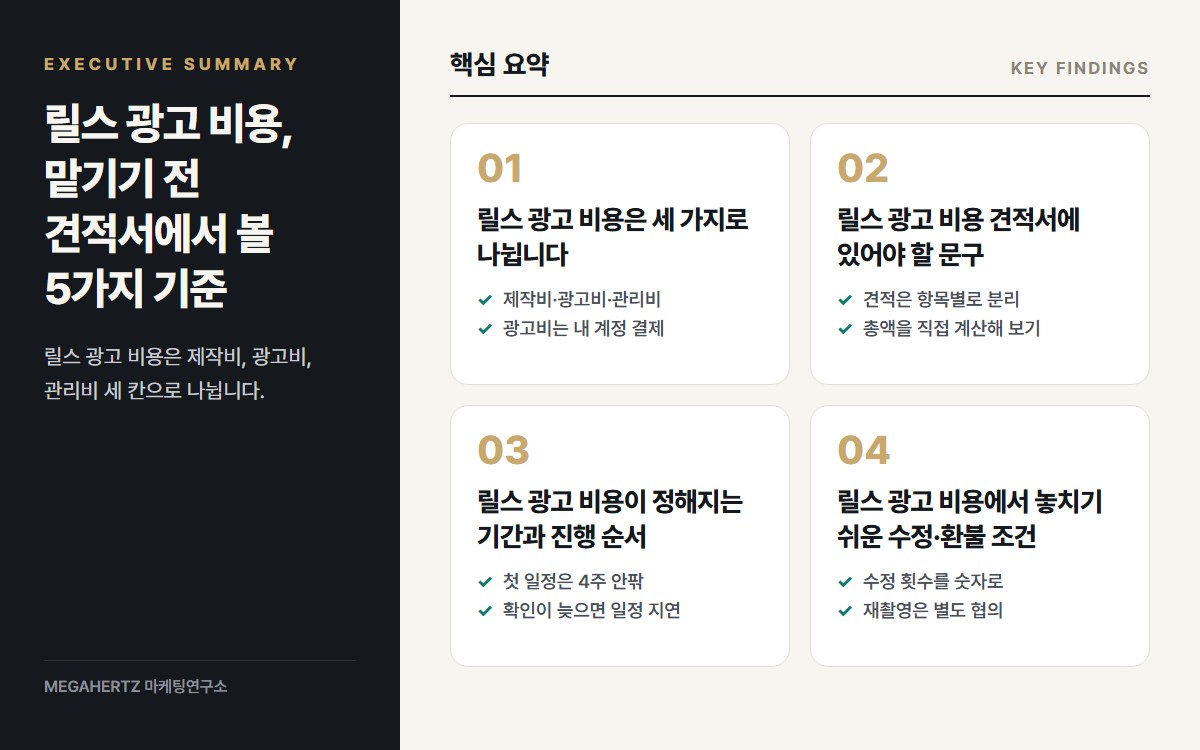 EXECUTIVE SUMMARY
릴스 광고 비용,
맡기기 전
견적서에서 볼
5가지 기준
릴스 광고 비용은 제작비, 광고비,
관리비 세 칸으로 나뉩니다.
MEGAHERTZ 마케팅연구소
핵심 요약
KEY FINDINGS
01
릴스 광고 비용은 세 가지로
나뉩니다
제작비·광고비·관리비
광고비는 내 계정 결제
02
릴스 광고 비용 견적서에
있어야 할 문구
견적은 항목별로 분리
총액을 직접 계산해 보기
03
릴스 광고 비용이 정해지는
기간과 진행 순서
첫 일정은 4주 안팎
확인이 늦으면 일정 지연
04
릴스 광고 비용에서 놓치기
쉬운 수정·환불 조건
수정 횟수를 숫자로
재촬영은 별도 협의